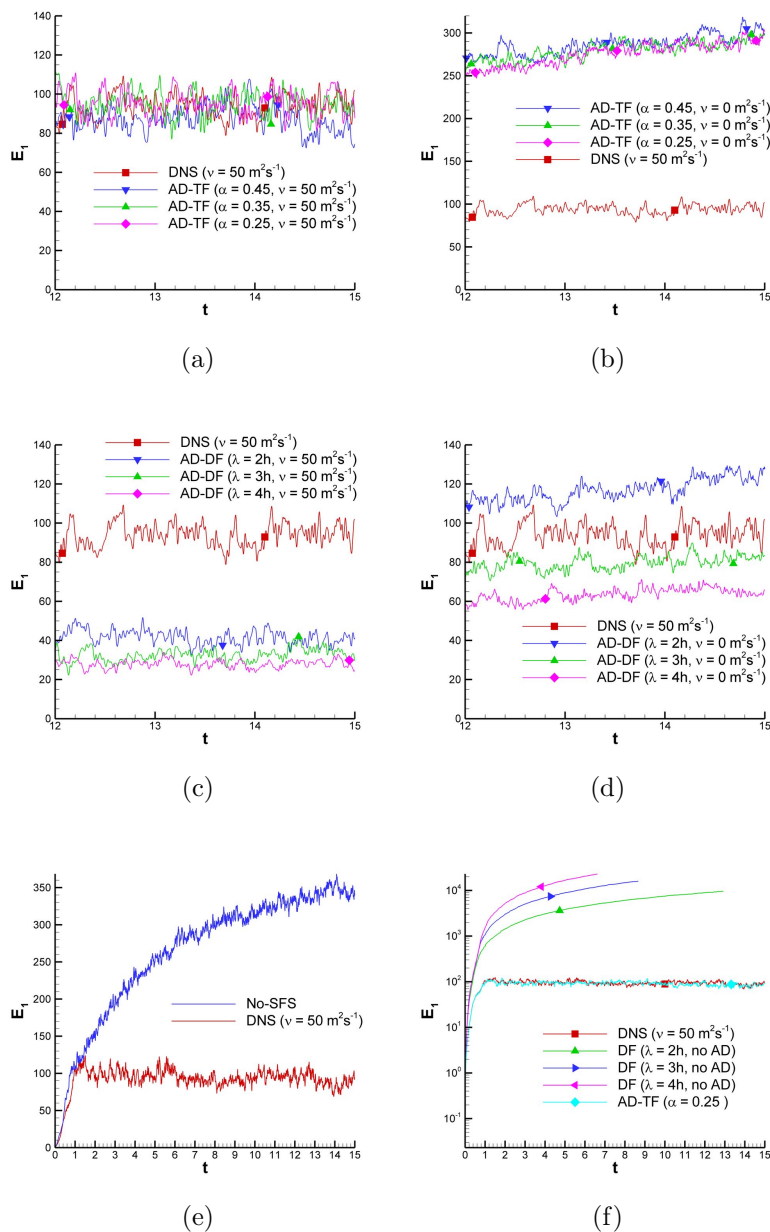 140
120
100
80
60
40
20
0
E₁
DNS (ν = 50 m²s⁻¹)
AD-TF (α = 0.45, ν = 50 m²s⁻¹)
AD-TF (α = 0.35, ν = 50 m²s⁻¹)
AD-TF (α = 0.25, ν = 50 m²s⁻¹)
12 13 14 15
t
(a)
300
250
200
150
100
50
0
E₁
AD-TF (α = 0.45, ν = 0 m²s⁻¹)
AD-TF (α = 0.35, ν = 0 m²s⁻¹)
AD-TF (α = 0.25, ν = 0 m²s⁻¹)
DNS (ν = 50 m²s⁻¹)
12 13 14 15
t
(b)
DNS (ν = 50 m²s⁻¹)
AD-DF (λ = 2h, ν = 50 m²s⁻¹)
AD-DF (λ = 3h, ν = 50 m²s⁻¹)
AD-DF (λ = 4h, ν = 50 m²s⁻¹)
140
120
100
80
60
40
20
0
E₁
12 13 14 15
t
(c)
140
120
100
80
60
40
20
0
E₁
DNS (ν = 50 m²s⁻¹)
AD-DF (λ = 2h, ν = 0 m²s⁻¹)
AD-DF (λ = 3h, ν = 0 m²s⁻¹)
AD-DF (λ = 4h, ν = 0 m²s⁻¹)
12 13 14 15
t
(d)
350
300
250
200
150
100
50
0
E₁
No-SFS
DNS (ν = 50 m²s⁻¹)
0 1 2 3 4 5 6 7 8 9 10 11 12 13 14 15
t
(e)
10⁴
10³
10²
10¹
10⁰
10⁻¹
E₁
DNS (ν = 50 m²s⁻¹)
DF (λ = 2h, no AD)
DF (λ = 3h, no AD)
DF (λ = 4h, no AD)
AD-TF (α = 0.25 )
0 1 2 3 4 5 6 7 8 9 10 11 12 13 14 15
t
(f)